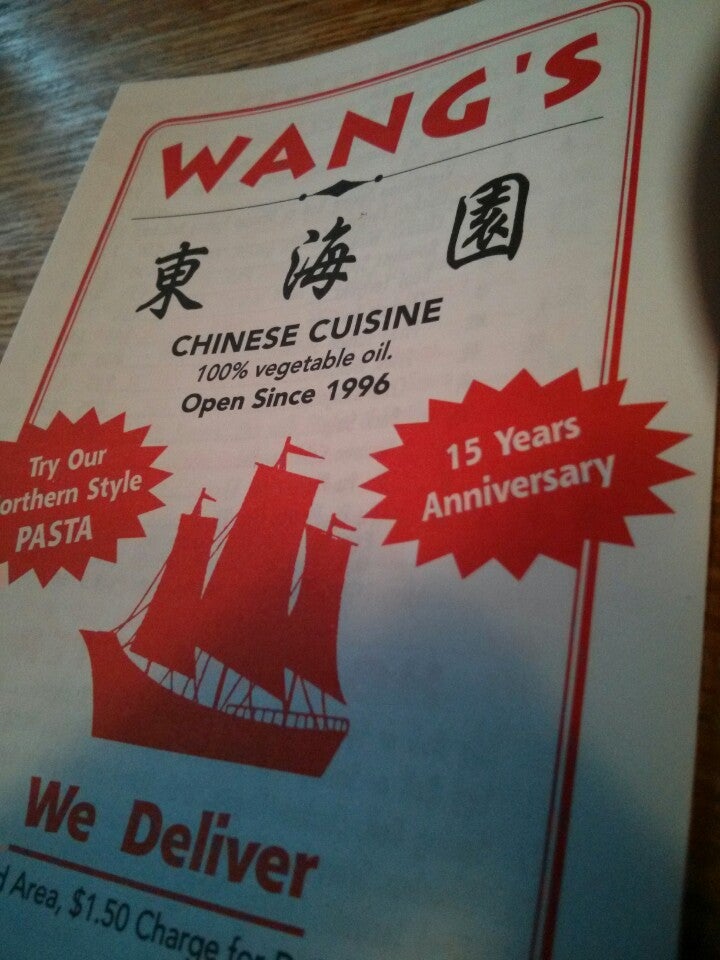 WANG'S
東海園
CHINESE CUISINE
100% vegetable oil.
Open Since 1996
Try Our
Northern Style
PASTA
15 Years
Anniversary
We Deliver
Area, $1.50 Charge for